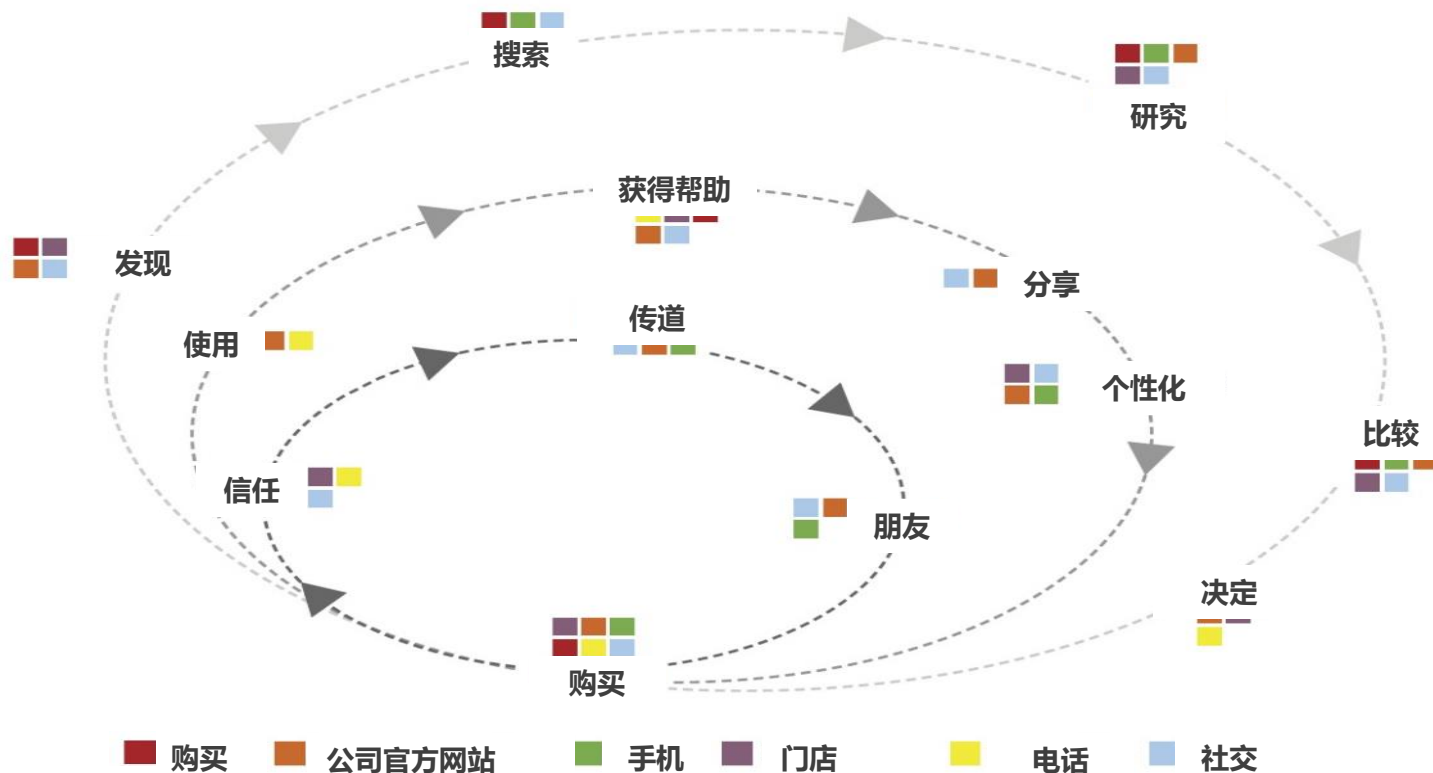 搜索
研究
获得帮助
发现
分享
传道
使用
个性化
比较
信任
朋友
决定
购买
购买 公司官方网站 手机 门店 电话 社交